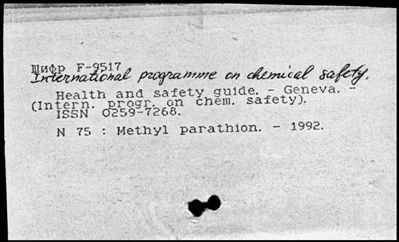 Шифр F-9517
International programme on chemical safety.
Health and safety guide. - Geneva. -
(Intern. progr. on chem. safety).
ISSN 0259-7268.
N 75 : Methyl parathion. - 1992.